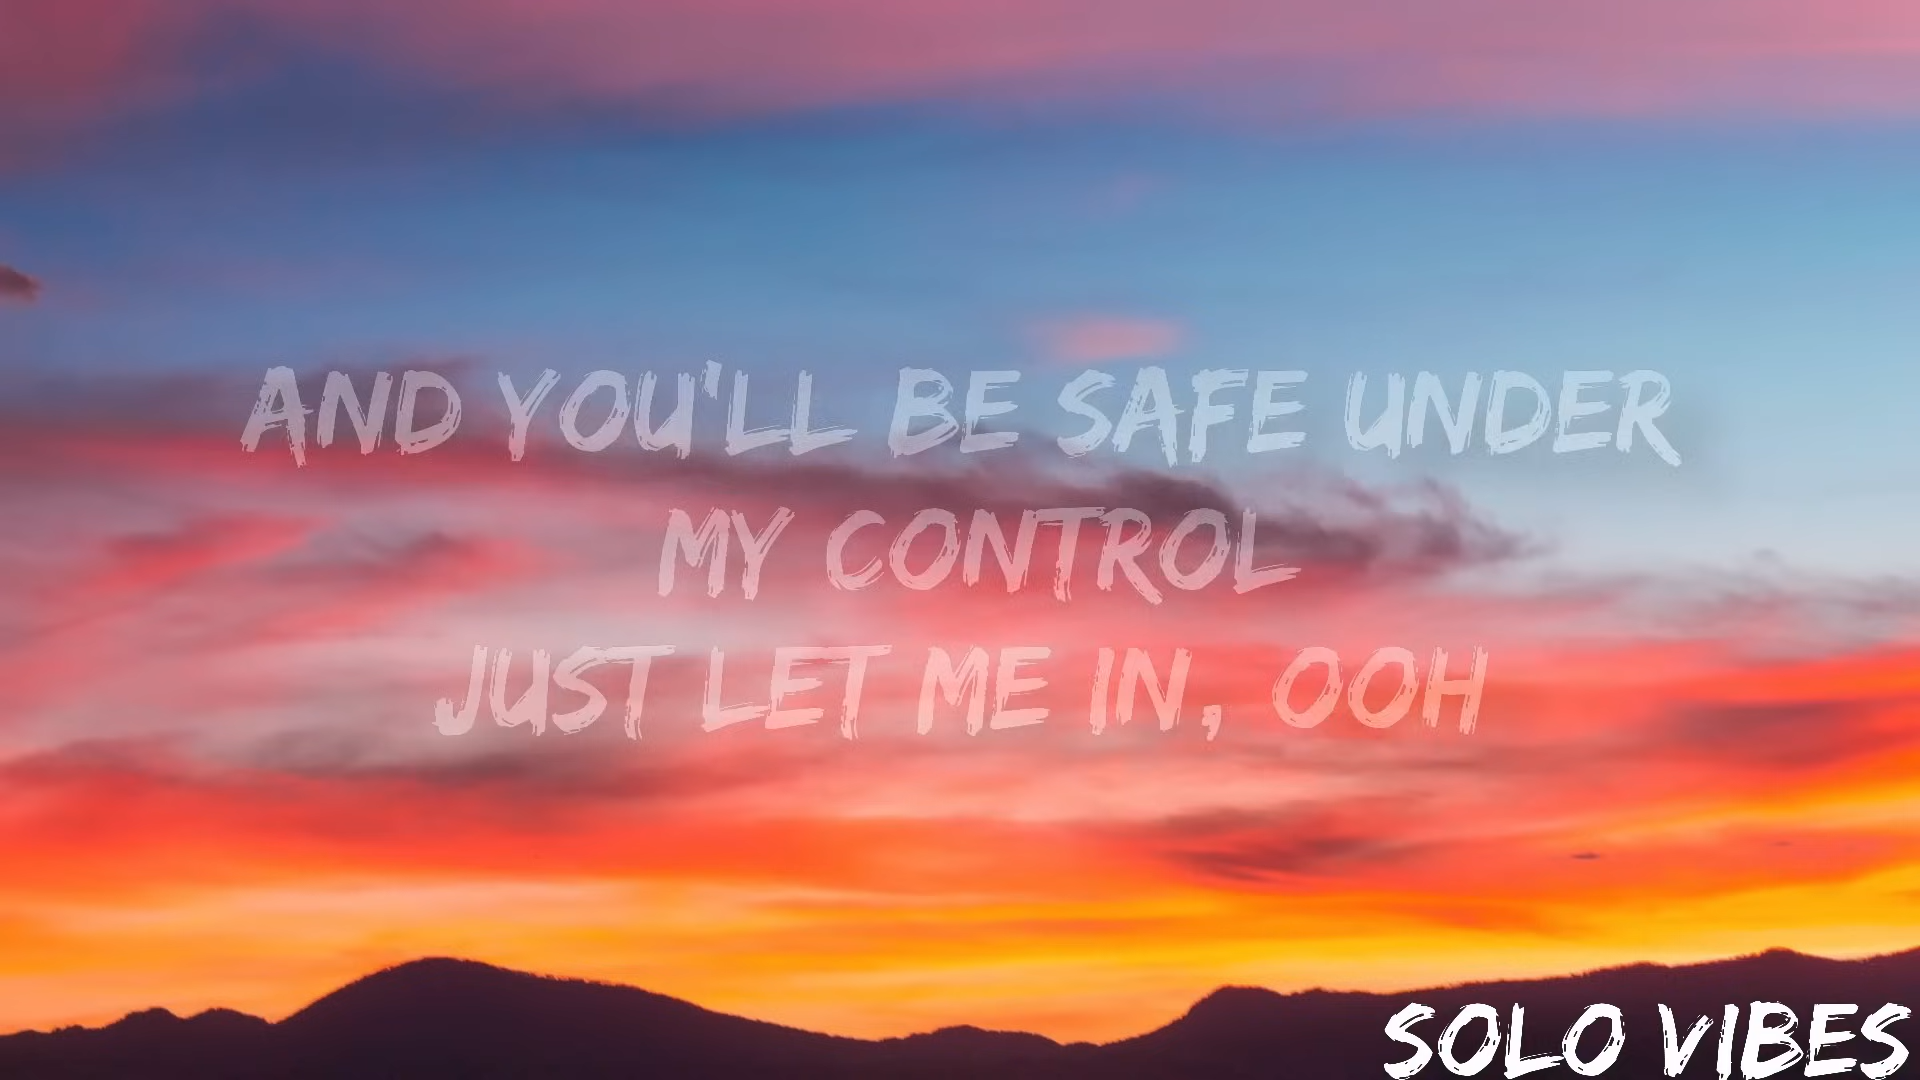 AND YOU'LL BE SAFE UNDER
MY CONTROL
JUST LET ME IN, OOH
SOLO VIBES